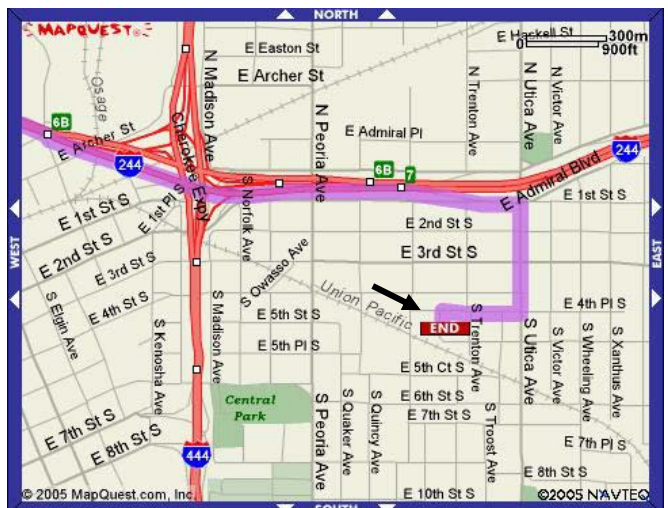 NORTH
MAPQUEST
E Haskell St
0 300m
900ft
E Easton St
E Archer St
N Madison Ave
N Peoria Ave
N Trenton Ave
N Utica Ave
N Victor Ave
Osage
6B
E Archer St
Cherokee Expy
E Admiral Pl
244
244
6B
7
E Admiral Blvd
E 1st St S
E 1st Pl S
S Norfolk Ave
E 1st St S
E 2nd St S
E 2nd St S
WEST
EAST
E 3rd St S
E 3rd St S
S Owasso Ave
Union Pacific
E 4th St S
E 4th Pl S
S Elgin Ave
S Kenosha Ave
S Madison Ave
E 5th St S
END
S Trenton Ave
S Utica Ave
S Victor Ave
S Wheeling Ave
S Xanthus Ave
E 5th Pl S
E 5th Ct S
Central
Park
S Peoria Ave
S Quaker Ave
S Quincy Ave
E 6th St S
E 7th St S
S Troost Ave
E 7th St S
E 8th St S
444
E 7th Pl S
E 8th St S
E 10th St S
© 2005 MapQuest.com, Inc.
©2005 NAVTEQ
SOUTH